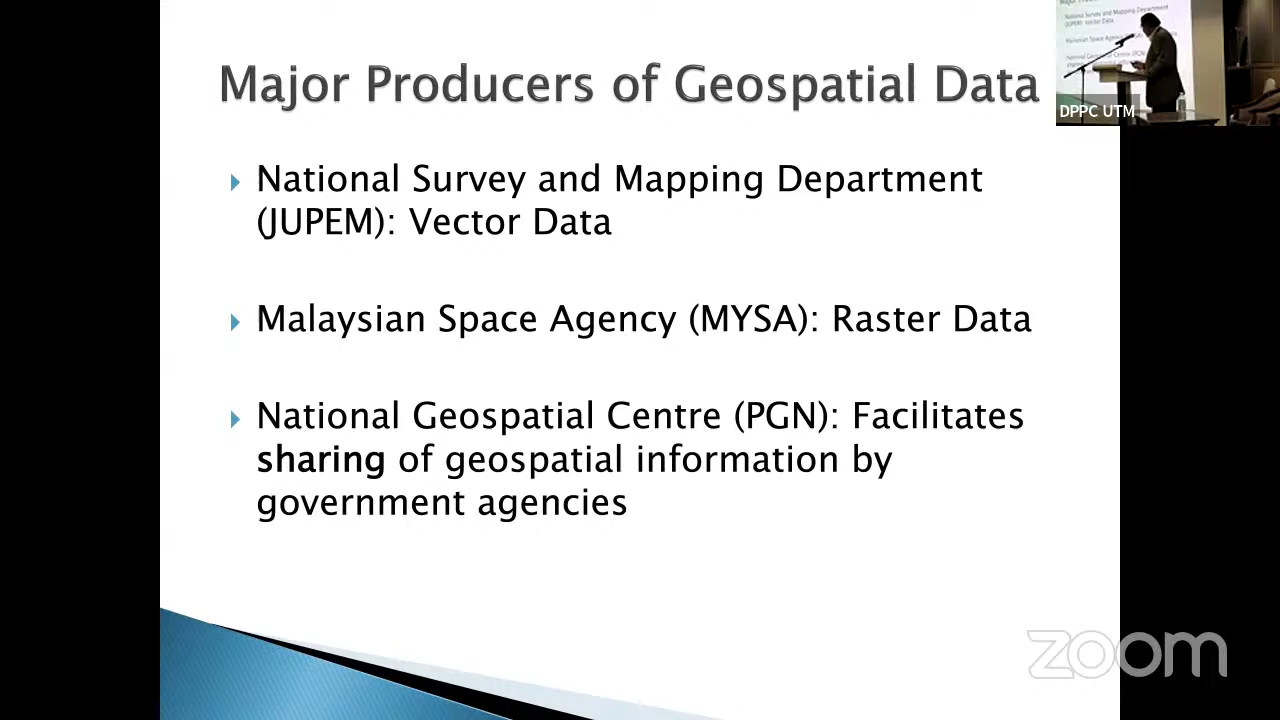 Major Producers of Geospatial Data
National Survey and Mapping Department
(JUPEM): Vector Data
Malaysian Space Agency (MYSA): Raster Data
National Geospatial Centre (PGN): Facilitates
sharing of geospatial information by
government agencies
DPPC UTM
zoom